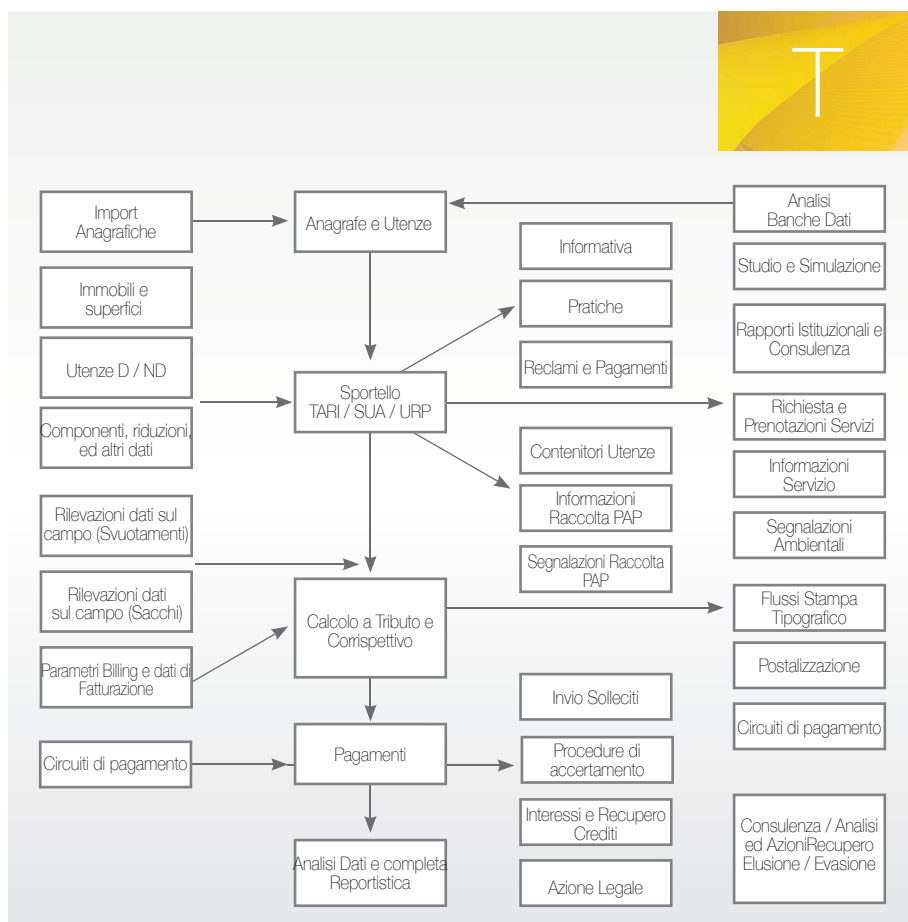 T
Import
Anagrafiche
Immobili e
superfici
Utenze D / ND
Componenti, riduzioni,
ed altri dati
Rilevazioni dati sul
campo (Svuotamenti)
Rilevazioni dati
sul campo (Sacchi)
Parametri Billing e dati di
Fatturazione
Circuiti di pagamento
Anagrafe e Utenze
Sportello
TARI / SUA / URP
Calcolo a Tributo e
Corrispettivo
Pagamenti
Analisi Dati e completa
Reportistica
Informativa
Pratiche
Reclami e Pagamenti
Contenitori Utenze
Informazioni
Raccolta PAP
Segnalazioni Raccolta
PAP
Invio Solleciti
Procedure di
accertamento
Interessi e Recupero
Crediti
Azione Legale
Analisi
Banche Dati
Studio e Simulazione
Rapporti Istituzionali e
Consulenza
Richiesta e
Prenotazioni Servizi
Informazioni
Servizio
Segnalazioni
Ambientali
Flussi Stampa
Tipografico
Postalizzazione
Circuiti di pagamento
Consulenza / Analisi
ed AzioniRecupero
Elusione / Evasione